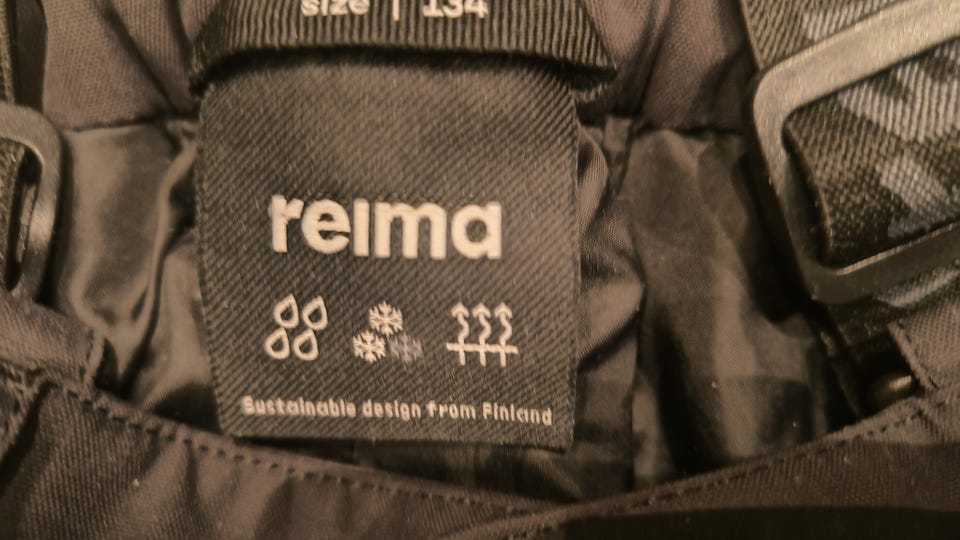 size | 134
reima
Sustainable design from Finland